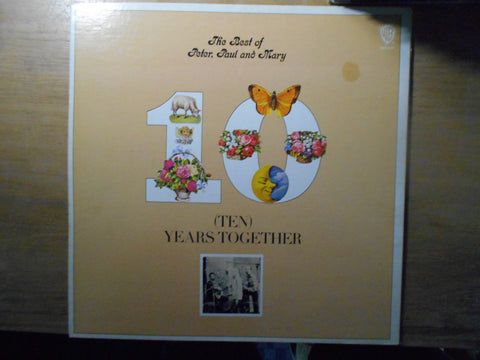 The Best of
Peter, Paul and Mary
10
(TEN)
YEARS TOGETHER